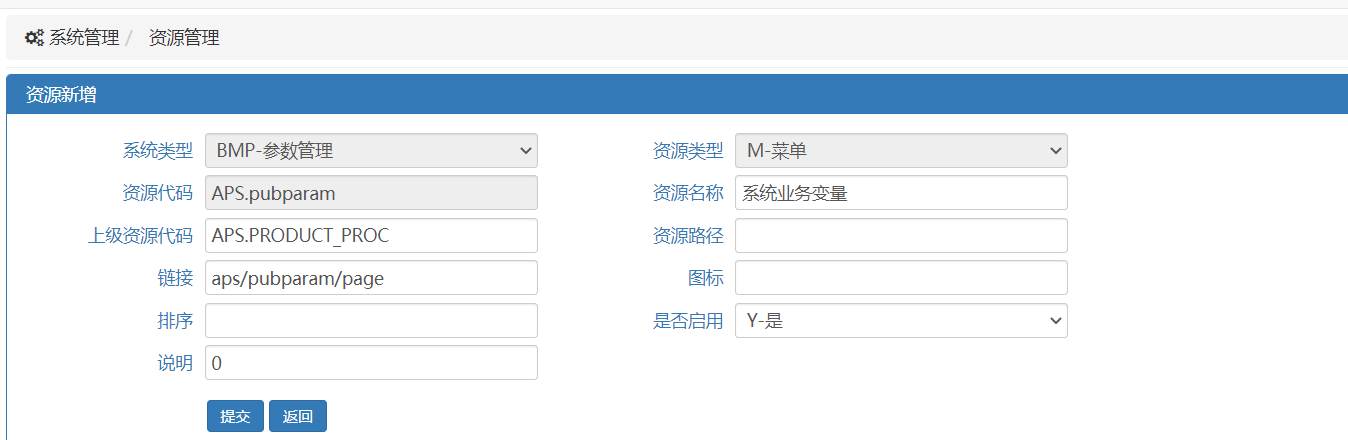 系统管理 / 资源管理
资源新增
系统类型 BMP-参数管理 资源类型 M-菜单
资源代码 APS.pubparam 资源名称 系统业务变量
上级资源代码 APS.PRODUCT_PROC 资源路径
链接 aps/pubparam/page 图标
排序 是否启用 Y-是
说明 0
提交 返回